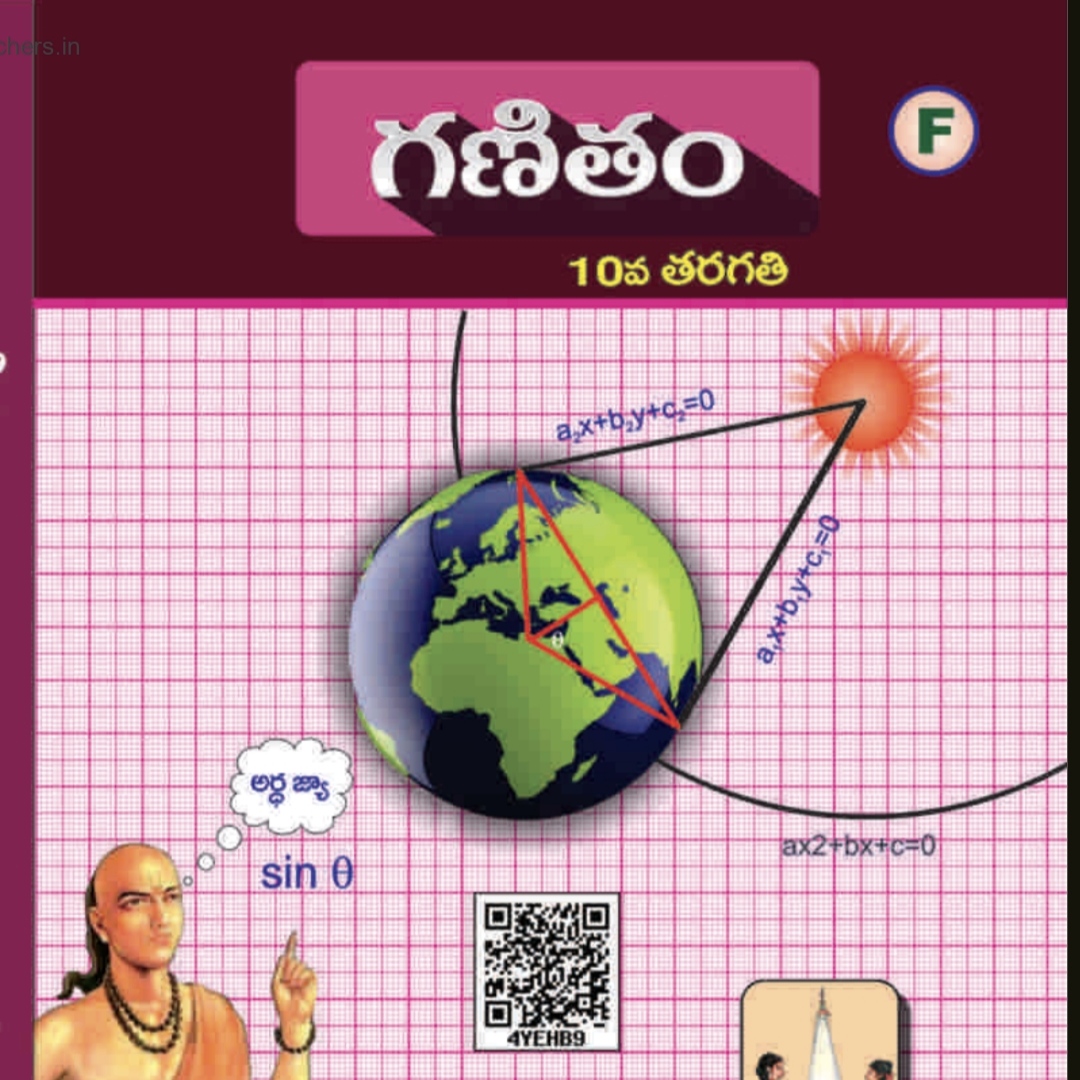 chers.in
గణితం
F
10వ తరగతి
a₂x+b₂y+c₂=0
a₁x+b₁y+c₁=0
θ
అర్ధ జ్యా
sin θ
ax2+bx+c=0
4YEHB9